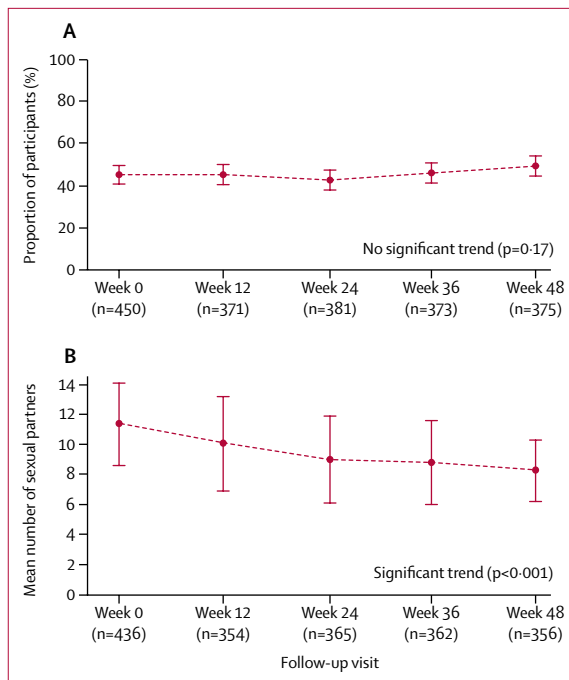 A
Proportion of participants (%)
100
80
60
40
20
0
No significant trend (p=0·17)
Week 0 Week 12 Week 24 Week 36 Week 48
(n=450) (n=371) (n=381) (n=373) (n=375)
B
Mean number of sexual partners
14
12
10
8
6
4
2
0
Significant trend (p<0·001)
Week 0 Week 12 Week 24 Week 36 Week 48
(n=436) (n=354) (n=365) (n=362) (n=356)
Follow-up visit